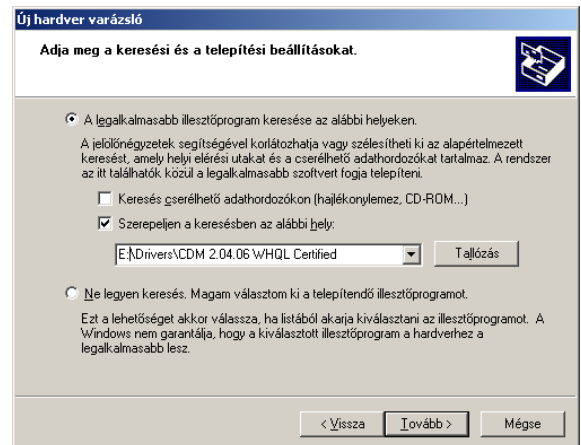 Új hardver varázsló
Adja meg a keresési és a telepítési beállításokat.
A legalkalmasabb illesztőprogram keresése az alábbi helyeken.
A jelölőnégyzetek segítségével korlátozhatja vagy szélesítheti ki az alapértelmezett
keresést, amely helyi elérési utakat és a cserélhető adathordozókat tartalmaz. A rendszer
az itt találhatók közül a legalkalmasabb szoftvert fogja telepíteni.
Keresés cserélhető adathordozókon (hajlékonylemez, CD-ROM...)
Szerepeljen a keresésben az alábbi hely:
E:\Drivers\CDM 2.04.06 WHQL Certified
Tallózás
Ne legyen keresés. Magam választom ki a telepítendő illesztőprogramot.
Ezt a lehetőséget akkor válassza, ha listából akarja kiválasztani az illesztőprogramot. A
Windows nem garantálja, hogy a kiválasztott illesztőprogram a hardverhez a
legalkalmasabb lesz.
< Vissza
Tovább >
Mégse